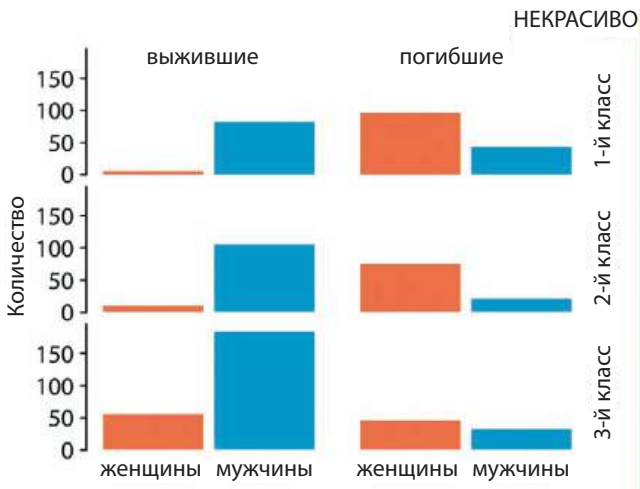 НЕКРАСИВО
выжившие погибшие
150
100
50
0
1-й класс
150
100
50
0
2-й класс
150
100
50
0
3-й класс
Количество
женщины мужчины женщины мужчины